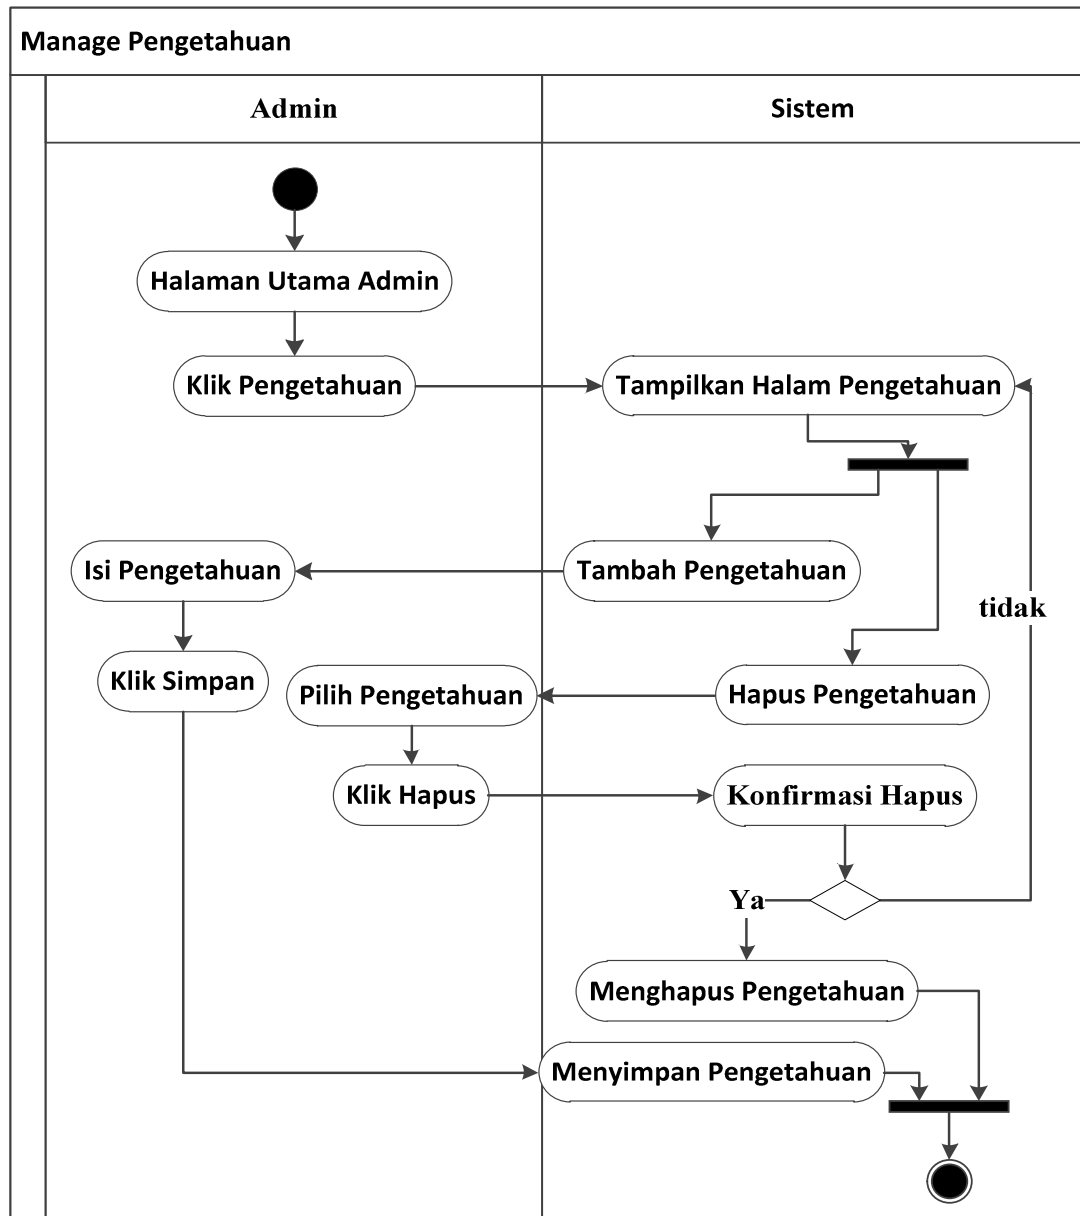 Manage Pengetahuan
Admin
Sistem
Halaman Utama Admin
Klik Pengetahuan
Tampilkan Halam Pengetahuan
Isi Pengetahuan
Tambah Pengetahuan
tidak
Klik Simpan
Pilih Pengetahuan
Hapus Pengetahuan
Klik Hapus
Konfirmasi Hapus
Ya
Menghapus Pengetahuan
Menyimpan Pengetahuan